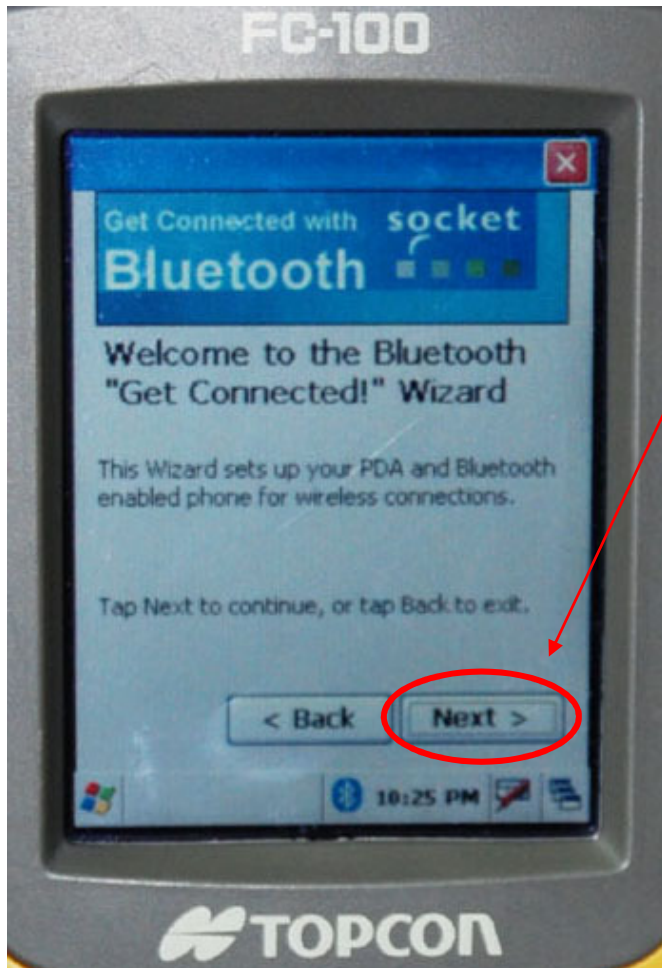 FC-100
Get Connected with socket
Bluetooth
Welcome to the Bluetooth
"Get Connected!" Wizard
This Wizard sets up your PDA and Bluetooth
enabled phone for wireless connections.
Tap Next to continue, or tap Back to exit.
< Back Next >
10:25 PM
TOPCON